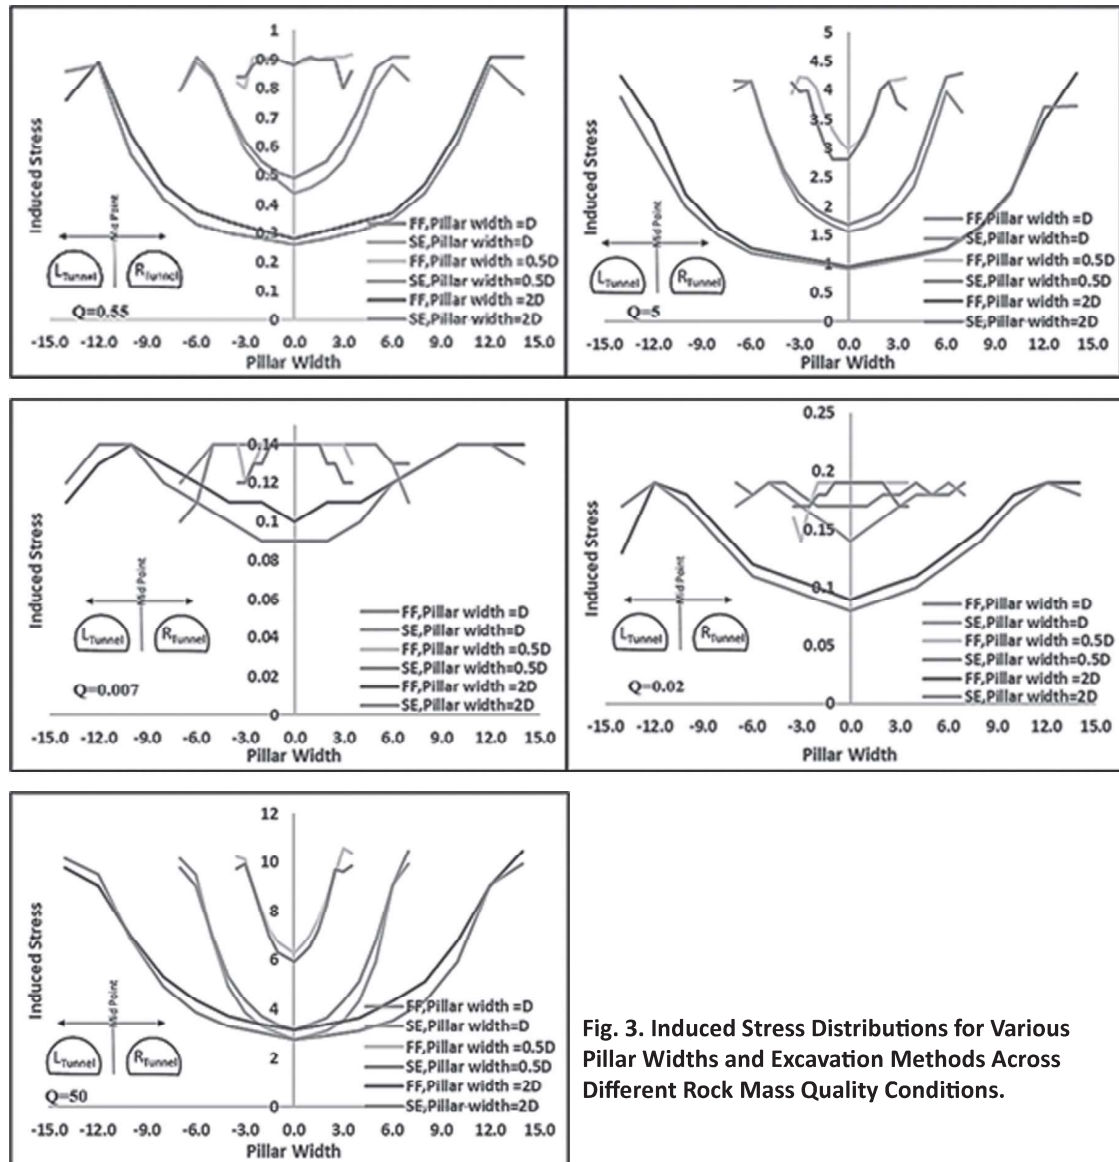 1
0.9
0.8
0.7
0.6
0.5
0.4
0.3
0.2
0.1
0
Induced Stress
Mid Point
LTunnel
RTunnel
Q=0.55
FF,Pillar width =D
SE,Pillar width=D
FF,Pillar width =0.5D
SE,Pillar width=0.5D
FF,Pillar width =2D
SE,Pillar width=2D
-15.0 -12.0 -9.0 -6.0 -3.0 0.0 3.0 6.0 9.0 12.0 15.0
Pillar Width
5
4.5
4
3.5
3
2.5
2
1.5
1
0.5
0
Induced Stress
Mid Point
LTunnel
RTunnel
Q=5
FF,Pillar width =D
SE,Pillar width=D
FF,Pillar width =0.5D
SE,Pillar width=0.5D
FF,Pillar width =2D
SE,Pillar width=2D
-15.0 -12.0 -9.0 -6.0 -3.0 0.0 3.0 6.0 9.0 12.0 15.0
Pillar Width
0.14
0.12
0.1
0.08
0.06
0.04
0.02
0
Induced Stress
Mid Point
LTunnel
RTunnel
Q=0.007
FF,Pillar width =D
SE,Pillar width=D
FF,Pillar width =0.5D
SE,Pillar width=0.5D
FF,Pillar width =2D
SE,Pillar width=2D
-15.0 -12.0 -9.0 -6.0 -3.0 0.0 3.0 6.0 9.0 12.0 15.0
Pillar Width
0.25
0.2
0.15
0.1
0.05
0
Induced Stress
Mid Point
LTunnel
RTunnel
Q=0.02
FF,Pillar width =D
SE,Pillar width=D
FF,Pillar width =0.5D
SE,Pillar width=0.5D
FF,Pillar width =2D
SE,Pillar width=2D
-15.0 -12.0 -9.0 -6.0 -3.0 0.0 3.0 6.0 9.0 12.0 15.0
Pillar Width
12
10
8
6
4
2
0
Induced Stress
Mid Point
LTunnel
RTunnel
Q=50
FF,Pillar width =D
SE,Pillar width=D
FF,Pillar width =0.5D
SE,Pillar width=0.5D
FF,Pillar width =2D
SE,Pillar width=2D
-15.0 -12.0 -9.0 -6.0 -3.0 0.0 3.0 6.0 9.0 12.0 15.0
Pillar Width
Fig. 3. Induced Stress Distributions for Various
Pillar Widths and Excavation Methods Across
Different Rock Mass Quality Conditions.